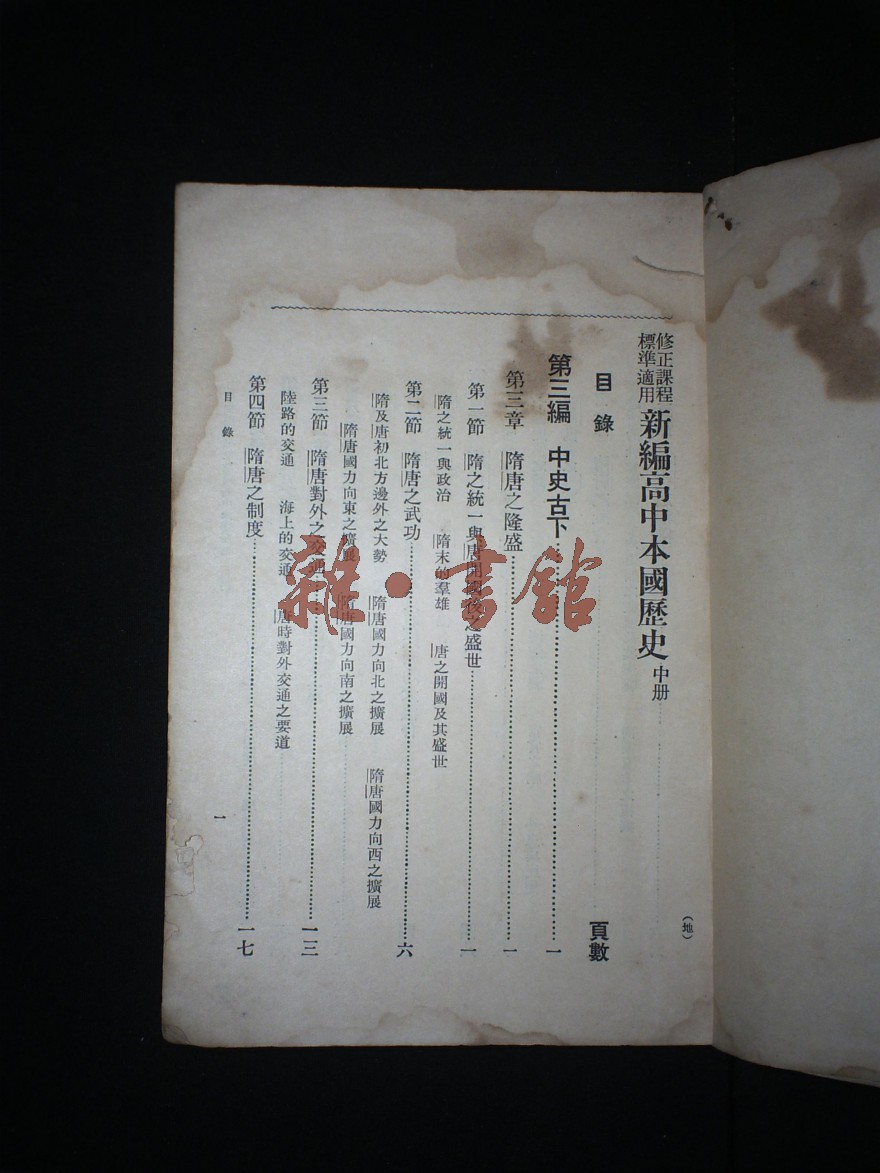 修正課程
標準適用
新編高中本國歷史 中册
(地)
目錄 頁數
第三編 中史古下 一
第三章 隋唐之隆盛 一
第一節 隋之統一與唐開國後之盛世 一
隋之統一與政治 隋末的羣雄 唐之開國及其盛世
第二節 隋唐之武功 六
隋及唐初北方邊外之大勢 隋唐國力向北之擴展 隋唐國力向西之擴展
隋唐國力向東之擴展 隋唐國力向南之擴展
第三節 隋唐對外之交通 一三
陸路的交通 海上的交通 唐時對外交通之要道
第四節 隋唐之制度 一七
目錄 一
雜·書館